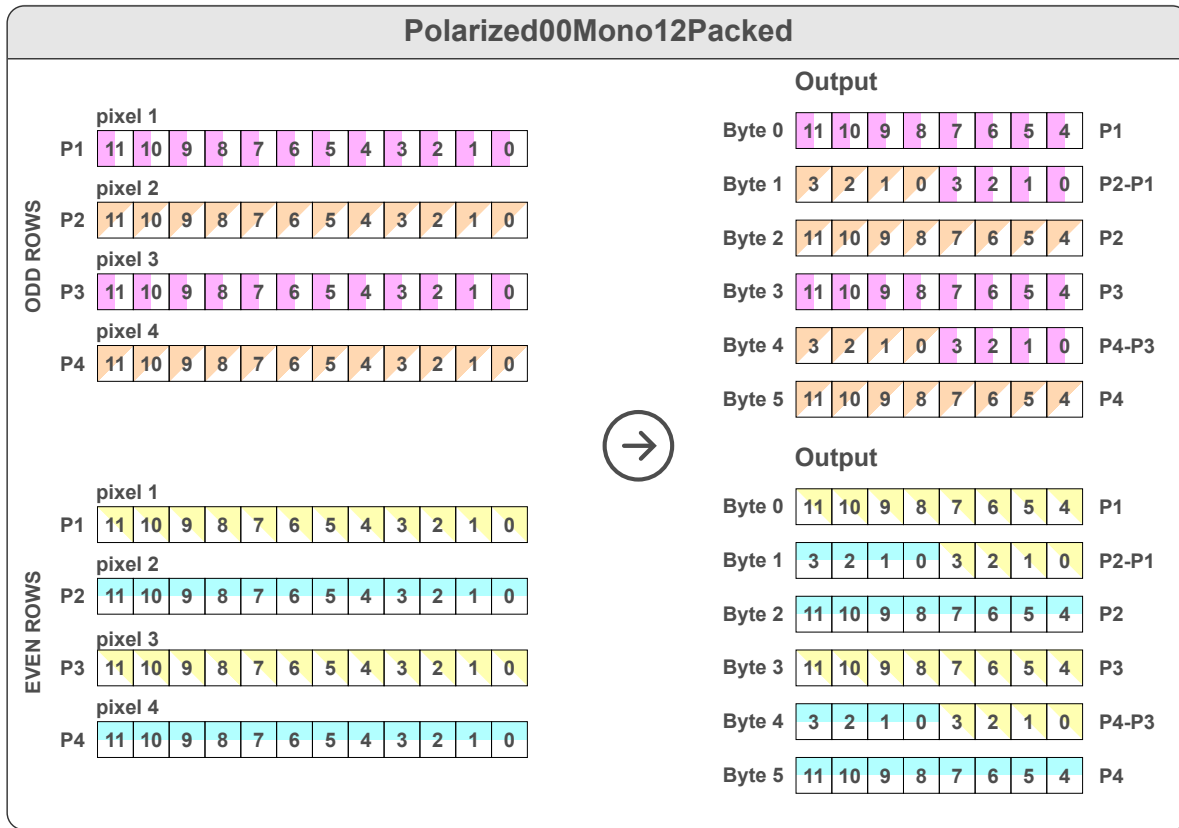 Polarized00Mono12Packed
ODD ROWS
pixel 1
P1 11 10 9 8 7 6 5 4 3 2 1 0
pixel 2
P2 11 10 9 8 7 6 5 4 3 2 1 0
pixel 3
P3 11 10 9 8 7 6 5 4 3 2 1 0
pixel 4
P4 11 10 9 8 7 6 5 4 3 2 1 0
Output
Byte 0 11 10 9 8 7 6 5 4 P1
Byte 1 3 2 1 0 3 2 1 0 P2-P1
Byte 2 11 10 9 8 7 6 5 4 P2
Byte 3 11 10 9 8 7 6 5 4 P3
Byte 4 3 2 1 0 3 2 1 0 P4-P3
Byte 5 11 10 9 8 7 6 5 4 P4
EVEN ROWS
pixel 1
P1 11 10 9 8 7 6 5 4 3 2 1 0
pixel 2
P2 11 10 9 8 7 6 5 4 3 2 1 0
pixel 3
P3 11 10 9 8 7 6 5 4 3 2 1 0
pixel 4
P4 11 10 9 8 7 6 5 4 3 2 1 0
Output
Byte 0 11 10 9 8 7 6 5 4 P1
Byte 1 3 2 1 0 3 2 1 0 P2-P1
Byte 2 11 10 9 8 7 6 5 4 P2
Byte 3 11 10 9 8 7 6 5 4 P3
Byte 4 3 2 1 0 3 2 1 0 P4-P3
Byte 5 11 10 9 8 7 6 5 4 P4